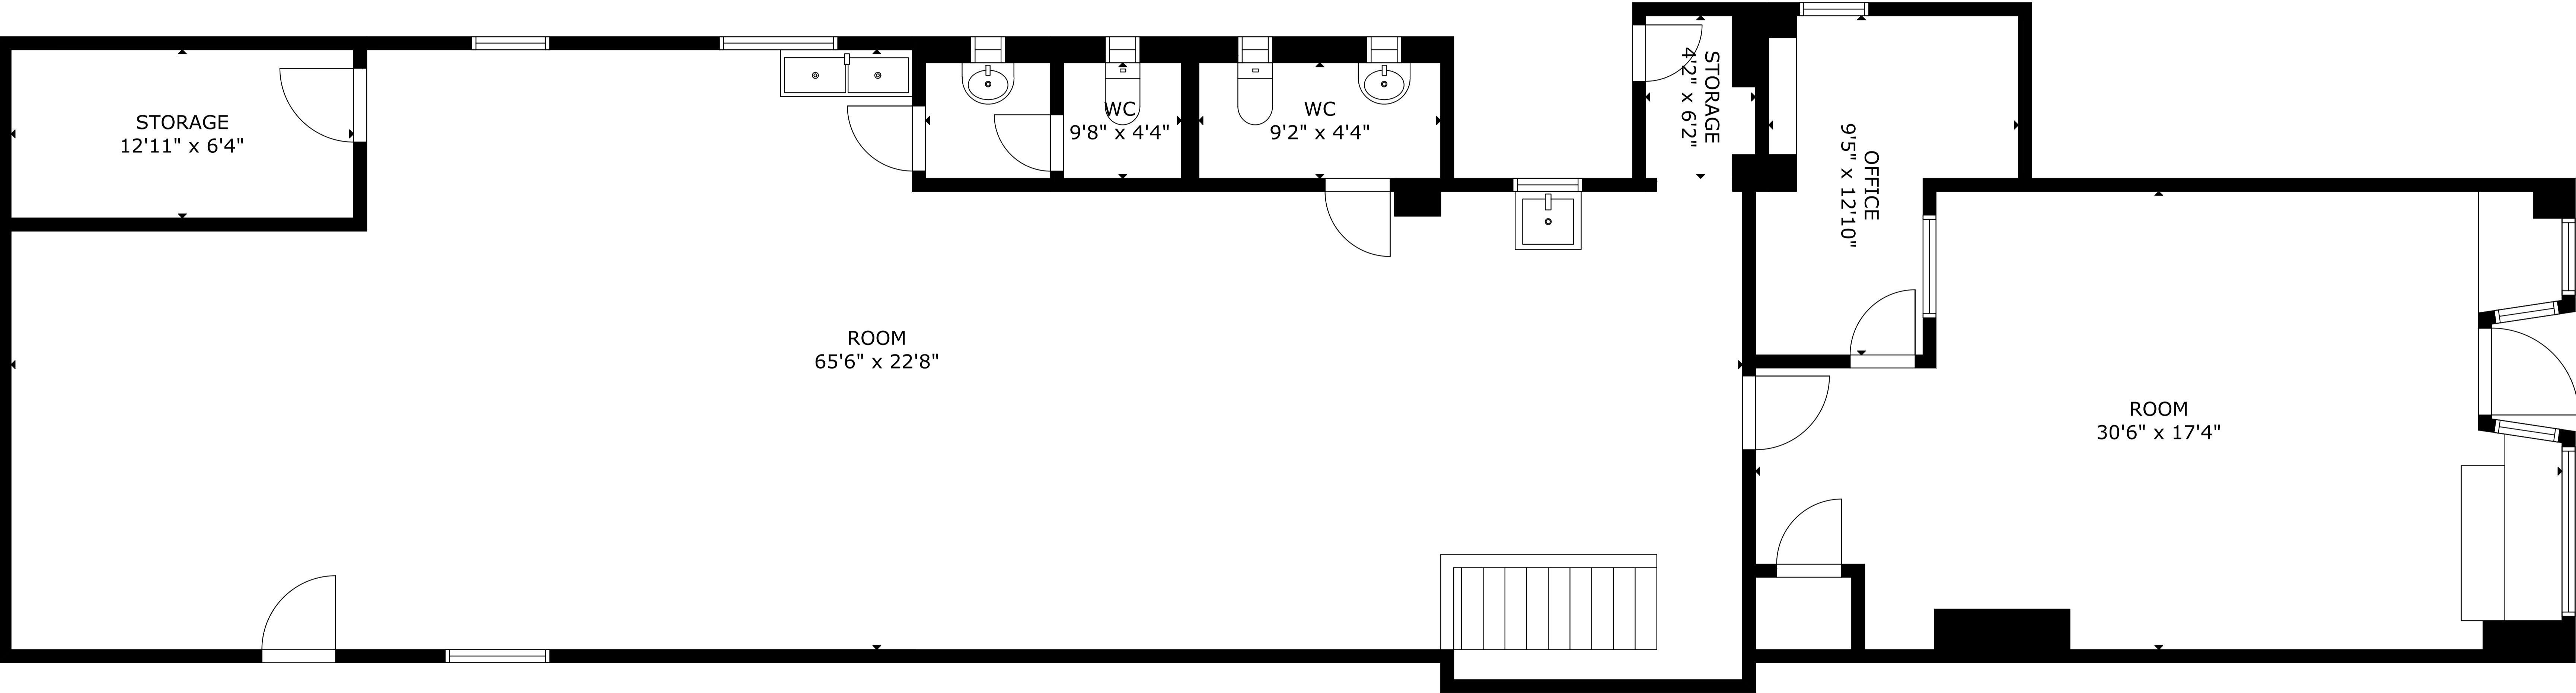 STORAGE
12'11" x 6'4"
WC
9'8" x 4'4"
WC
9'2" x 4'4"
STORAGE
4'2" x 6'2"
OFFICE
9'5" x 12'10"
ROOM
65'6" x 22'8"
ROOM
30'6" x 17'4"